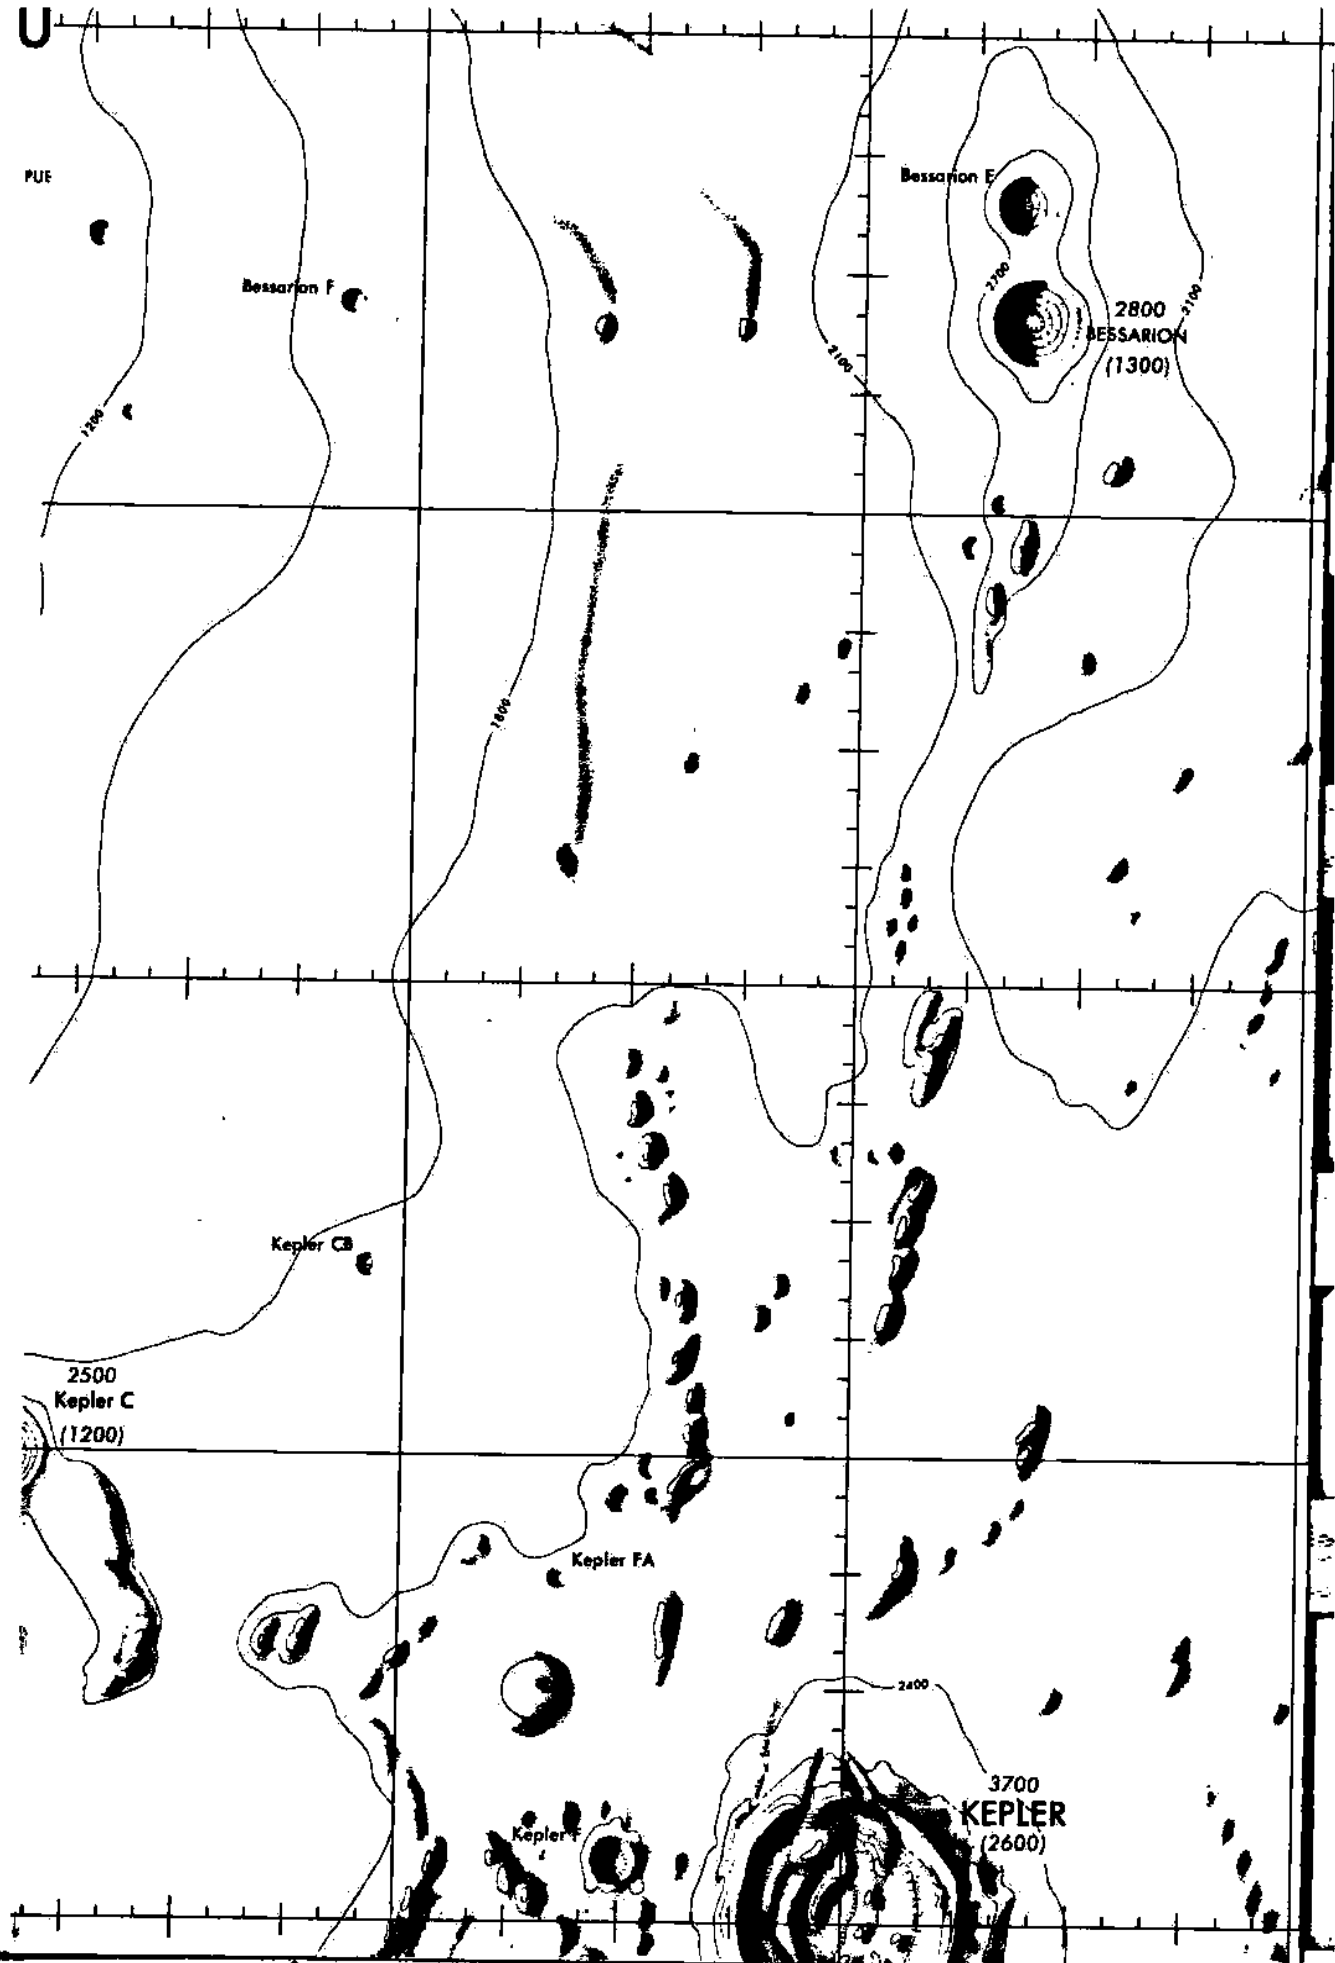 U
PUE
Bessarion E
2700
Bessarion F
2800
BESSARION
(1300)
2100
2100
1200
1800
2500
Kepler C
(1200)
Kepler CB
Kepler FA
2400
3700
KEPLER
(2600)
Kepler F